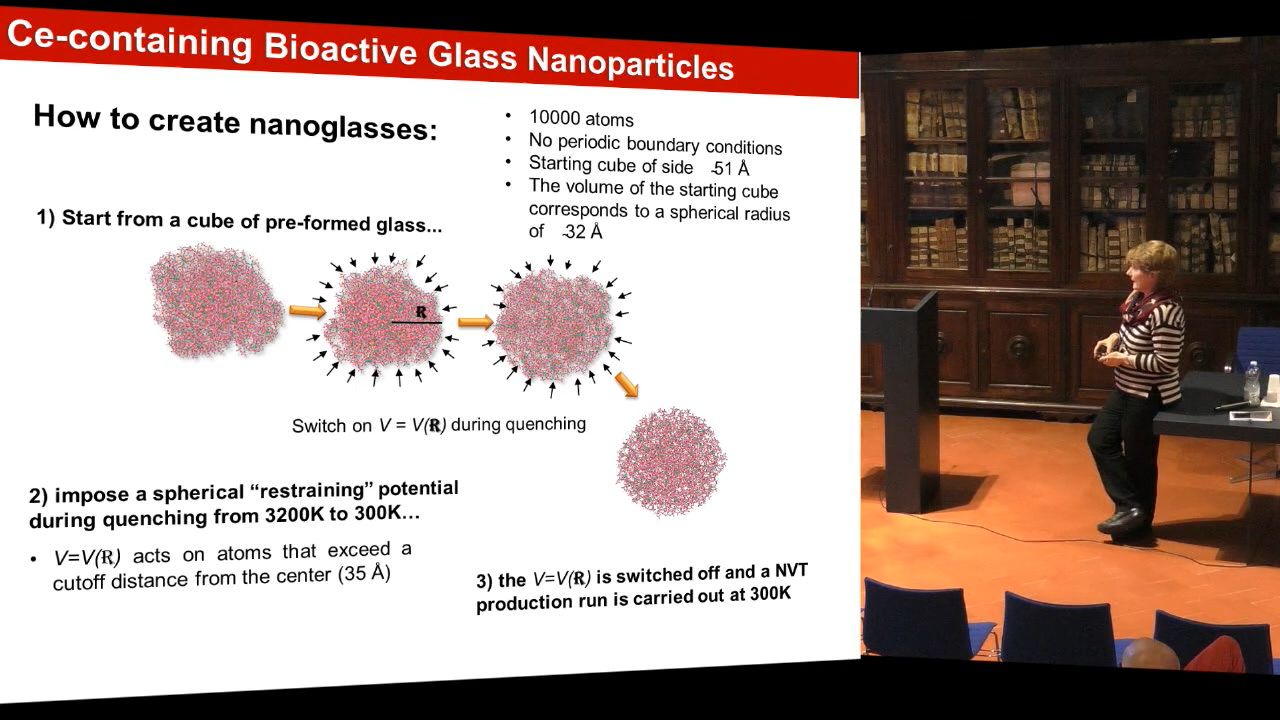 Ce-containing Bioactive Glass Nanoparticles
How to create nanoglasses:
• 10000 atoms
• No periodic boundary conditions
• Starting cube of side ~51 Å
• The volume of the starting cube
corresponds to a spherical radius
of ~32 Å
1) Start from a cube of pre-formed glass...
R
Switch on V = V(R) during quenching
2) impose a spherical “restraining” potential
during quenching from 3200K to 300K…
• V=V(R) acts on atoms that exceed a
cutoff distance from the center (35 Å)
3) the V=V(R) is switched off and a NVT
production run is carried out at 300K